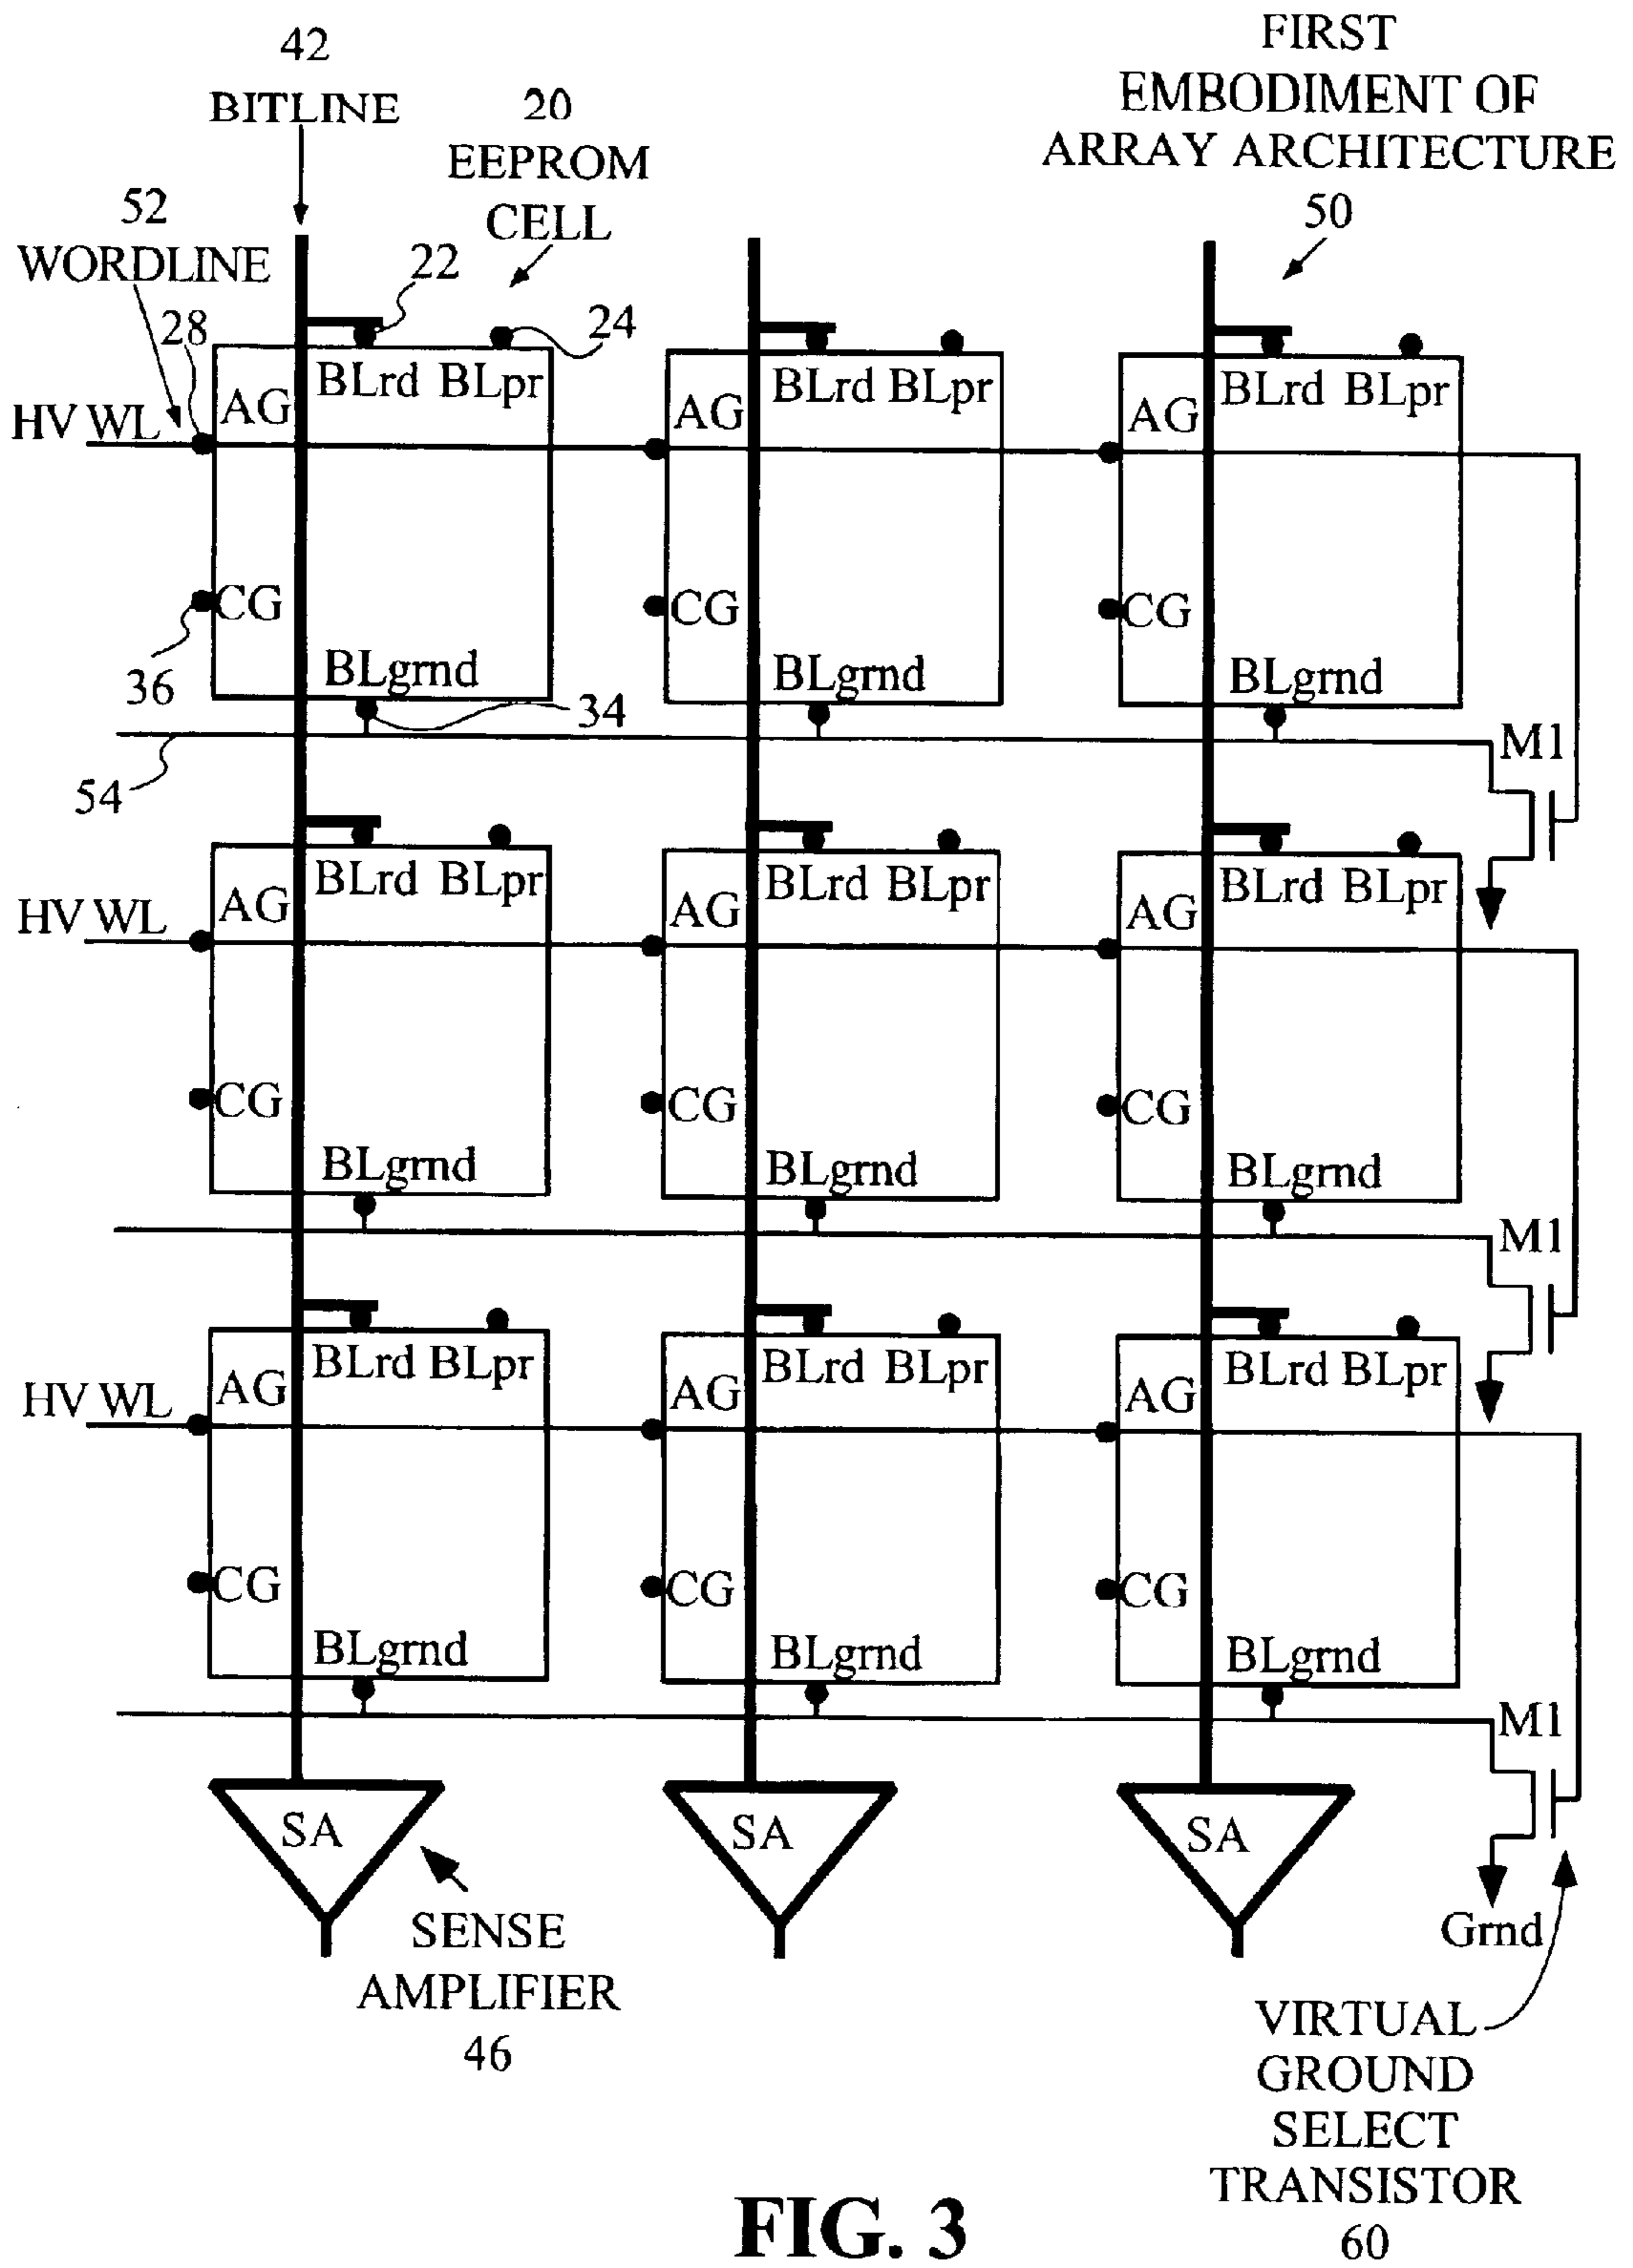 42
BITLINE
20
EEPROM
CELL
FIRST
EMBODIMENT OF
ARRAY ARCHITECTURE
50
52
WORDLINE
22
24
28
BLrd BLpr
BLrd BLpr
BLrd BLpr
AG
AG
AG
HV WL
CG
CG
CG
36
BLgrnd
BLgrnd
BLgrnd
34
54
M1
BLrd BLpr
BLrd BLpr
BLrd BLpr
AG
AG
AG
HV WL
CG
CG
CG
BLgrnd
BLgrnd
BLgrnd
M1
BLrd BLpr
BLrd BLpr
BLrd BLpr
AG
AG
AG
HV WL
CG
CG
CG
BLgrnd
BLgrnd
BLgrnd
M1
SA
SA
SA
SENSE
AMPLIFIER
46
Grnd
VIRTUAL
GROUND
SELECT
TRANSISTOR
60
FIG. 3